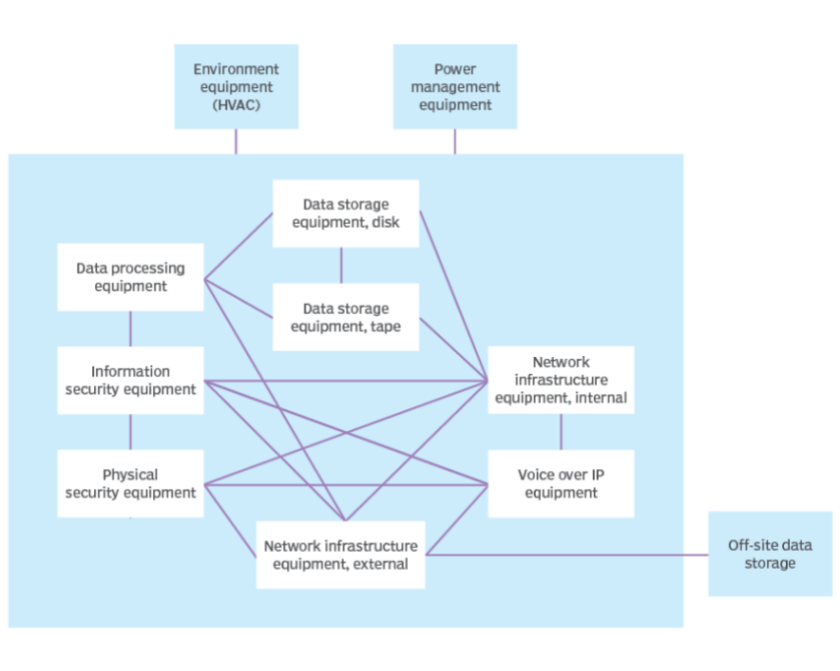 Environment
equipment
(HVAC)
Power
management
equipment
Data storage
equipment, disk
Data processing
equipment
Data storage
equipment, tape
Information
security equipment
Network
infrastructure
equipment, internal
Physical
security equipment
Voice over IP
equipment
Network infrastructure
equipment, external
Off-site data
storage